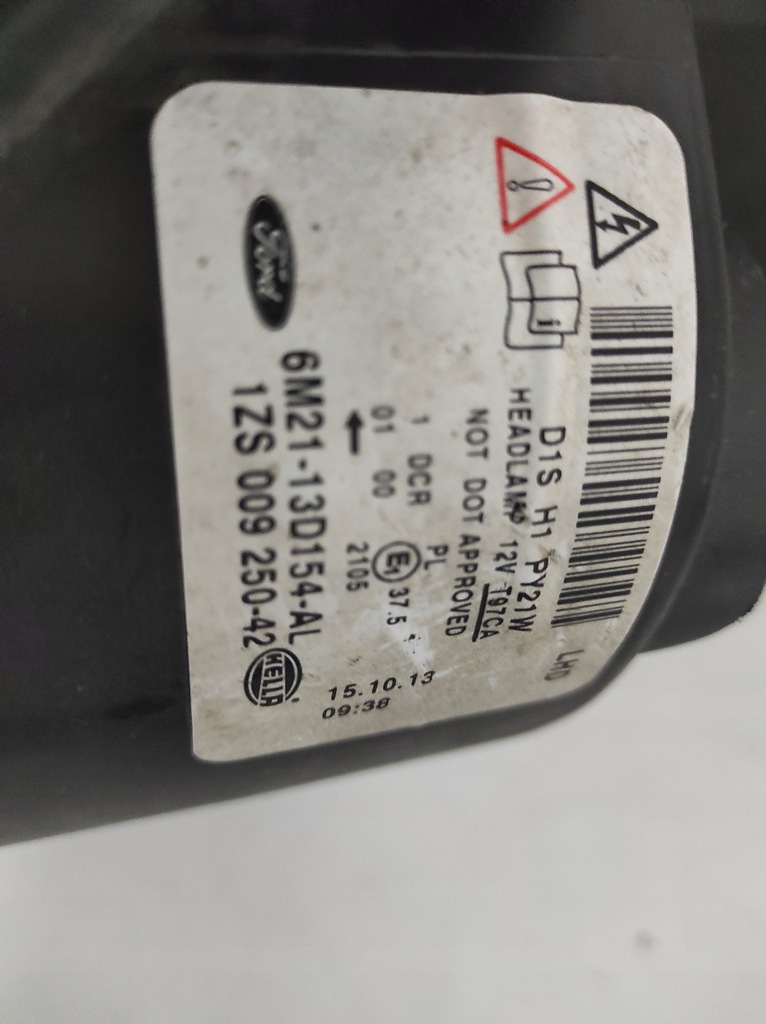 LHD
D1S H1 PY21W
HEADLAMP 12V T97CA
NOT DOT APPROVED
1 DCR PL
01 00 E1 37.5
2105
15.10.13
09:38
Ford
6M21-13D154-AL
1ZS 009 250-42
HELLA